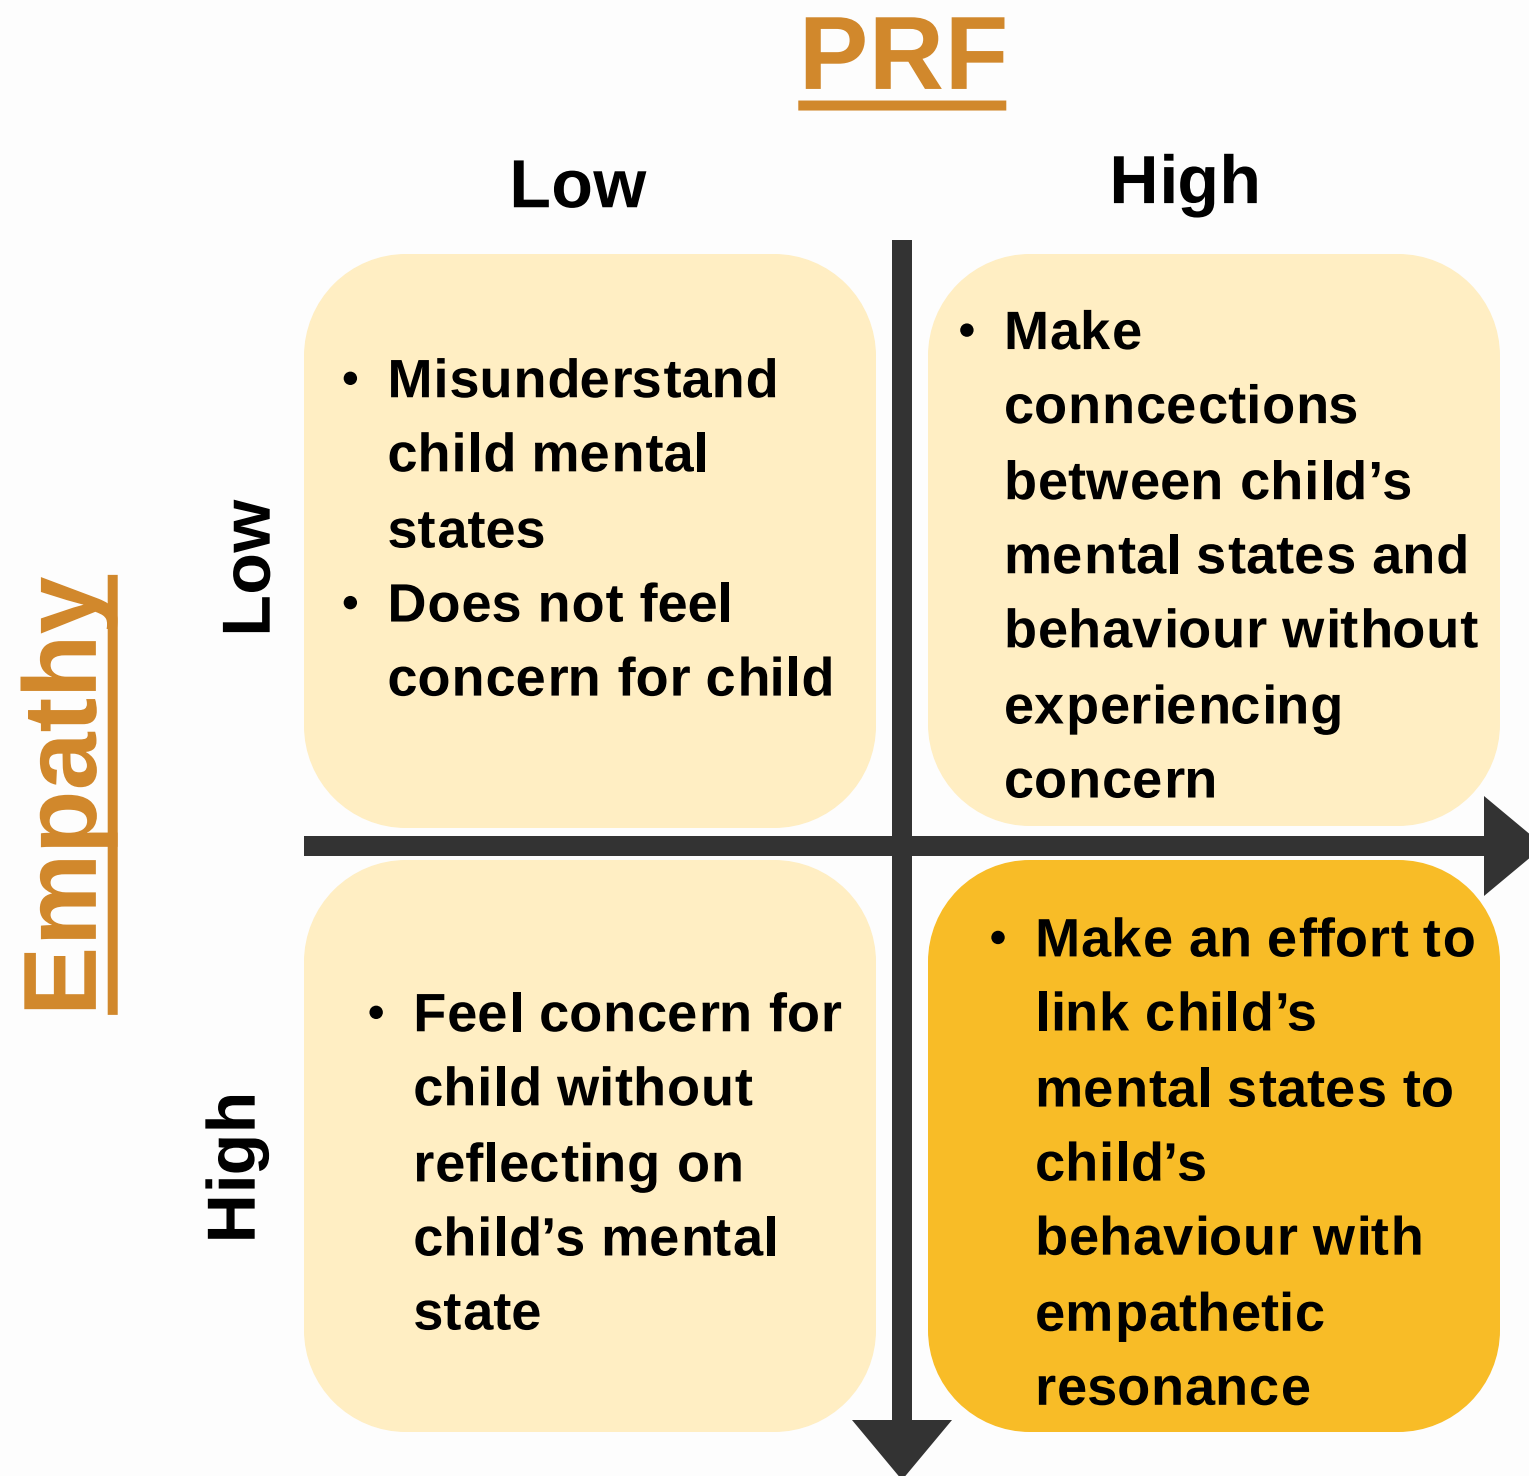 PRF
Low
High
Empathy
Low
• Misunderstand
child mental
states
• Does not feel
concern for child
• Make
conncections
between child’s
mental states and
behaviour without
experiencing
concern
High
• Feel concern for
child without
reflecting on
child’s mental
state
• Make an effort to
link child’s
mental states to
child’s
behaviour with
empathetic
resonance